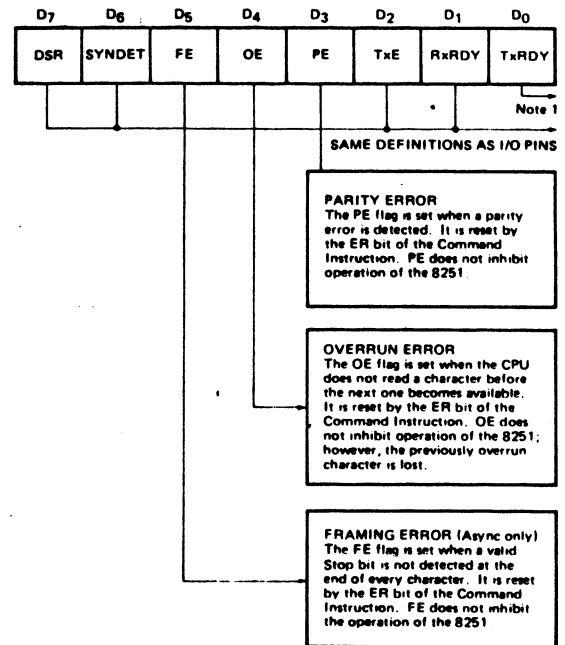 D7 D6 D5 D4 D3 D2 D1 D0
DSR SYNDET FE OE PE TxE RxRDY TxRDY
Note 1
SAME DEFINITIONS AS I/O PINS
PARITY ERROR
The PE flag is set when a parity
error is detected. It is reset by
the ER bit of the Command
Instruction. PE does not inhibit
operation of the 8251.
OVERRUN ERROR
The OE flag is set when the CPU
does not read a character before
the next one becomes available.
It is reset by the ER bit of the
Command Instruction. OE does
not inhibit operation of the 8251;
however, the previously overrun
character is lost.
FRAMING ERROR (Async only)
The FE flag is set when a valid
Stop bit is not detected at the
end of every character. It is reset
by the ER bit of the Command
Instruction. FE does not inhibit
the operation of the 8251.